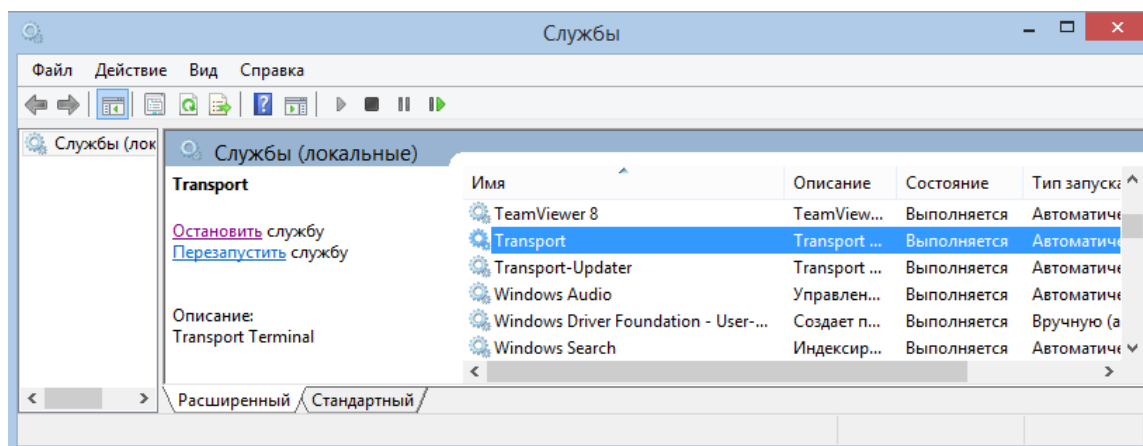 Службы
Файл Действие Вид Справка
Службы (лок
Службы (локальные)
Transport
Остановить службу
Перезапустить службу
Описание:
Transport Terminal
Имя Описание Состояние Тип запуска
TeamViewer 8 TeamView... Выполняется Автоматиче
Transport Transport ... Выполняется Автоматиче
Transport-Updater Transport ... Выполняется Автоматиче
Windows Audio Управлен... Выполняется Автоматиче
Windows Driver Foundation - User-... Создает п... Выполняется Вручную (а
Windows Search Индексир... Выполняется Автоматиче
Расширенный Стандартный